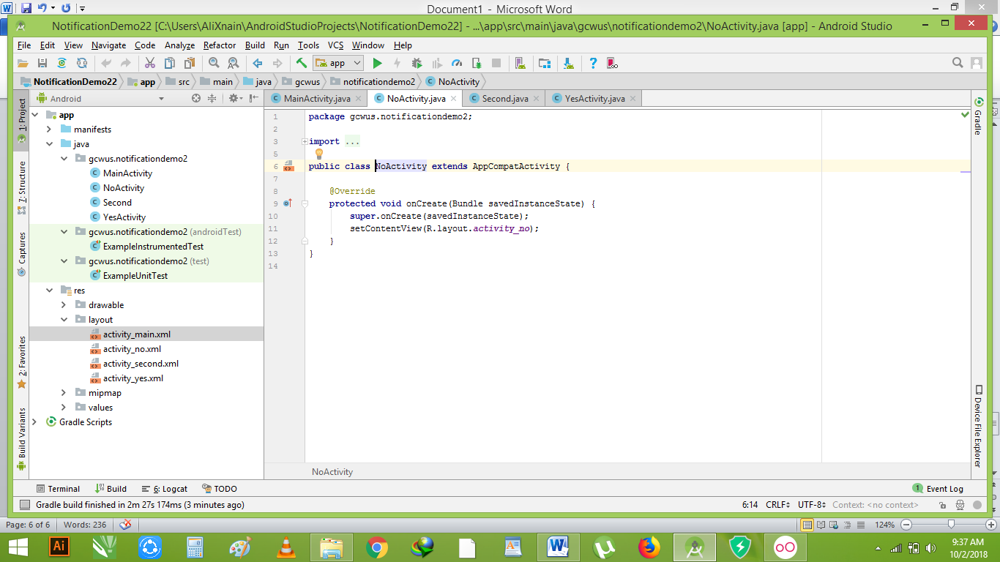 Document1 - Microsoft Word
NotificationDemo22 [C:\Users\AliXnain\AndroidStudioProjects\NotificationDemo22] - ...\app\src\main\java\gcwus\notificationdemo2\NoActivity.java [app] - Android Studio
File Edit View Navigate Code Analyze Refactor Build Run Tools VCS Window Help
app
NotificationDemo22 app src main java gcwus notificationdemo2 NoActivity
Android
MainActivity.java NoActivity.java Second.java YesActivity.java
1: Project
7: Structure
Captures
2: Favorites
Build Variants
app
manifests
java
gcwus.notificationdemo2
MainActivity
NoActivity
Second
YesActivity
gcwus.notificationdemo2 (androidTest)
ExampleInstrumentedTest
gcwus.notificationdemo2 (test)
ExampleUnitTest
res
drawable
layout
activity_main.xml
activity_no.xml
activity_second.xml
activity_yes.xml
mipmap
values
Gradle Scripts
1 package gcwus.notificationdemo2;
2
3 import ...
5
6 public class NoActivity extends AppCompatActivity {
7
8 @Override
9 protected void onCreate(Bundle savedInstanceState) {
10 super.onCreate(savedInstanceState);
11 setContentView(R.layout.activity_no);
12 }
13 }
14
NoActivity
Gradle
Device File Explorer
Terminal Build 6: Logcat TODO 1 Event Log
Gradle build finished in 2m 27s 174ms (3 minutes ago) 6:14 CRLF UTF-8 Context: <no context>
Page: 6 of 6 Words: 236 124%
Ai W
9:37 AM
10/2/2018